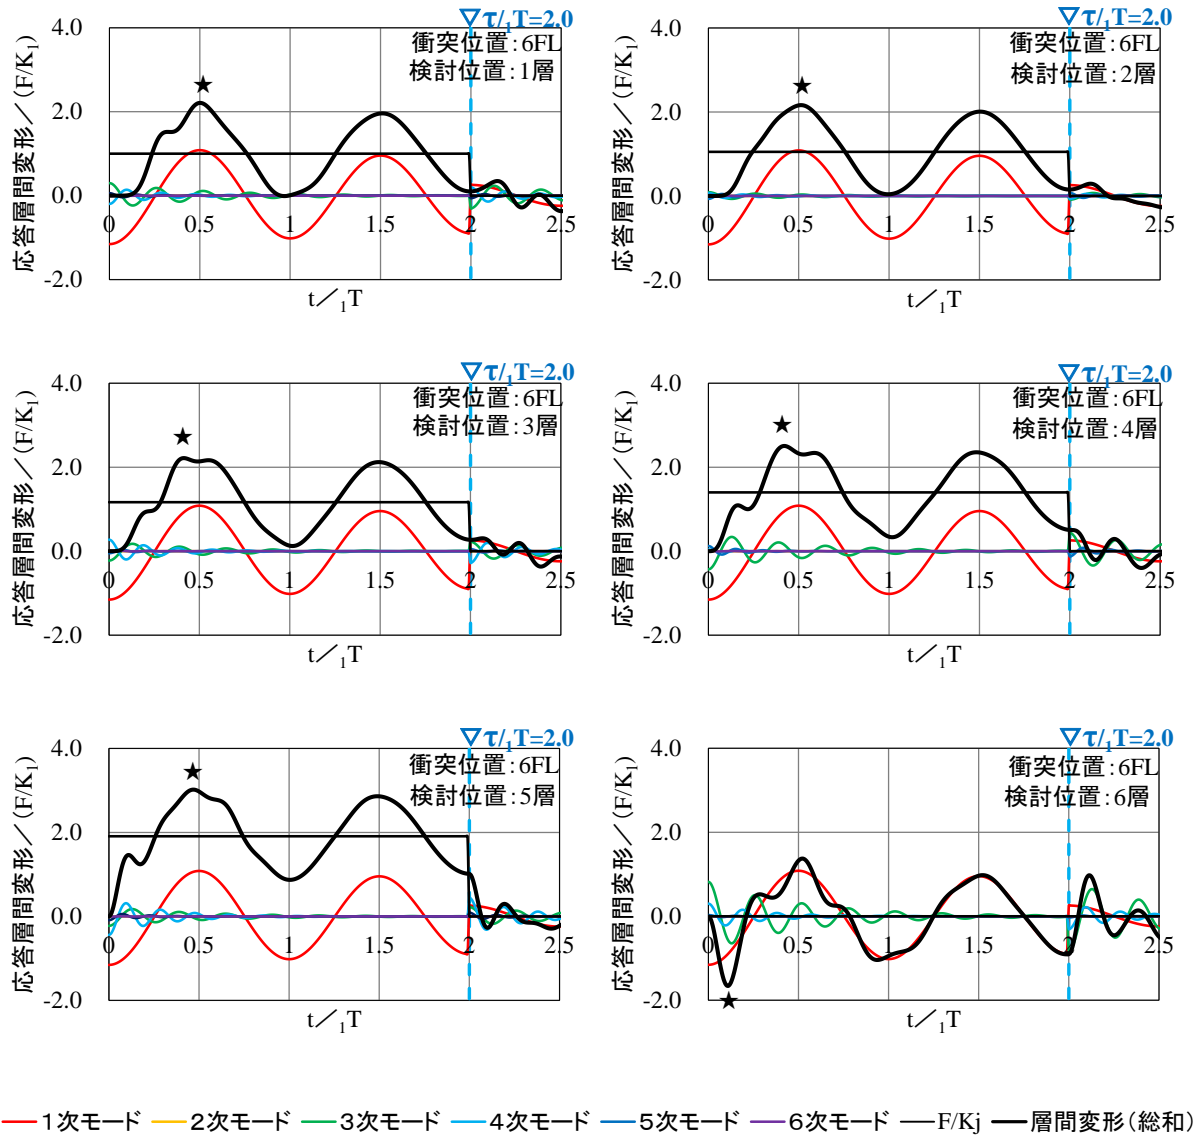 ▽τ/₁T=2.0
衝突位置:6FL
検討位置:1層
応答層間変形/(F/K₁)
4.0
2.0
0.0
-2.0
0
0.5
1
1.5
2
2.5
t/₁T
▽τ/₁T=2.0
衝突位置:6FL
検討位置:2層
応答層間変形/(F/K₁)
4.0
2.0
0.0
-2.0
0
0.5
1
1.5
2
2.5
t/₁T
▽τ/₁T=2.0
衝突位置:6FL
検討位置:3層
応答層間変形/(F/K₁)
4.0
2.0
0.0
-2.0
0
0.5
1
1.5
2
2.5
t/₁T
▽τ/₁T=2.0
衝突位置:6FL
検討位置:4層
応答層間変形/(F/K₁)
4.0
2.0
0.0
-2.0
0
0.5
1
1.5
2
2.5
t/₁T
▽τ/₁T=2.0
衝突位置:6FL
検討位置:5層
応答層間変形/(F/K₁)
4.0
2.0
0.0
-2.0
0
0.5
1
1.5
2
2.5
t/₁T
▽τ/₁T=2.0
衝突位置:6FL
検討位置:6層
応答層間変形/(F/K₁)
4.0
2.0
0.0
-2.0
0
0.5
1
1.5
2
2.5
t/₁T
1次モード 2次モード 3次モード 4次モード 5次モード 6次モード F/Kj 層間変形(総和)